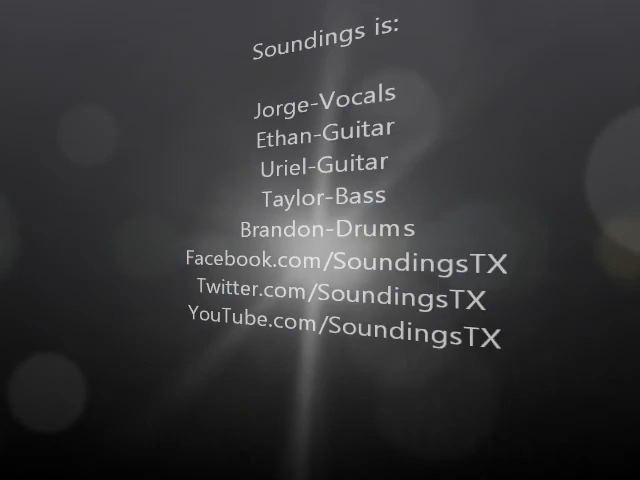 Soundings is:
Jorge-Vocals
Ethan-Guitar
Uriel-Guitar
Taylor-Bass
Brandon-Drums
Facebook.com/SoundingsTX
Twitter.com/SoundingsTX
YouTube.com/SoundingsTX